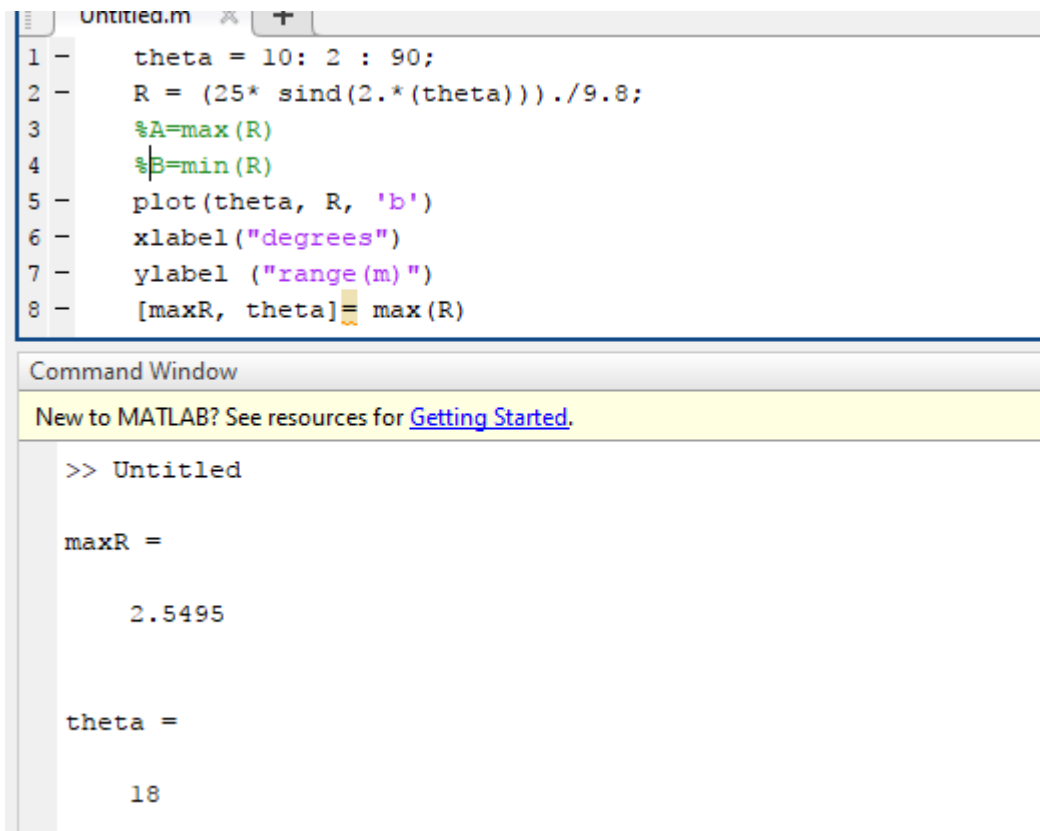 Untitled.m × +
1 – theta = 10: 2 : 90;
2 – R = (25* sind(2.*(theta)))./9.8;
3 %A=max(R)
4 %B=min(R)
5 – plot(theta, R, 'b')
6 – xlabel("degrees")
7 – ylabel ("range(m)")
8 – [maxR, theta]= max(R)
Command Window
New to MATLAB? See resources for Getting Started.
>> Untitled
maxR =
2.5495
theta =
18